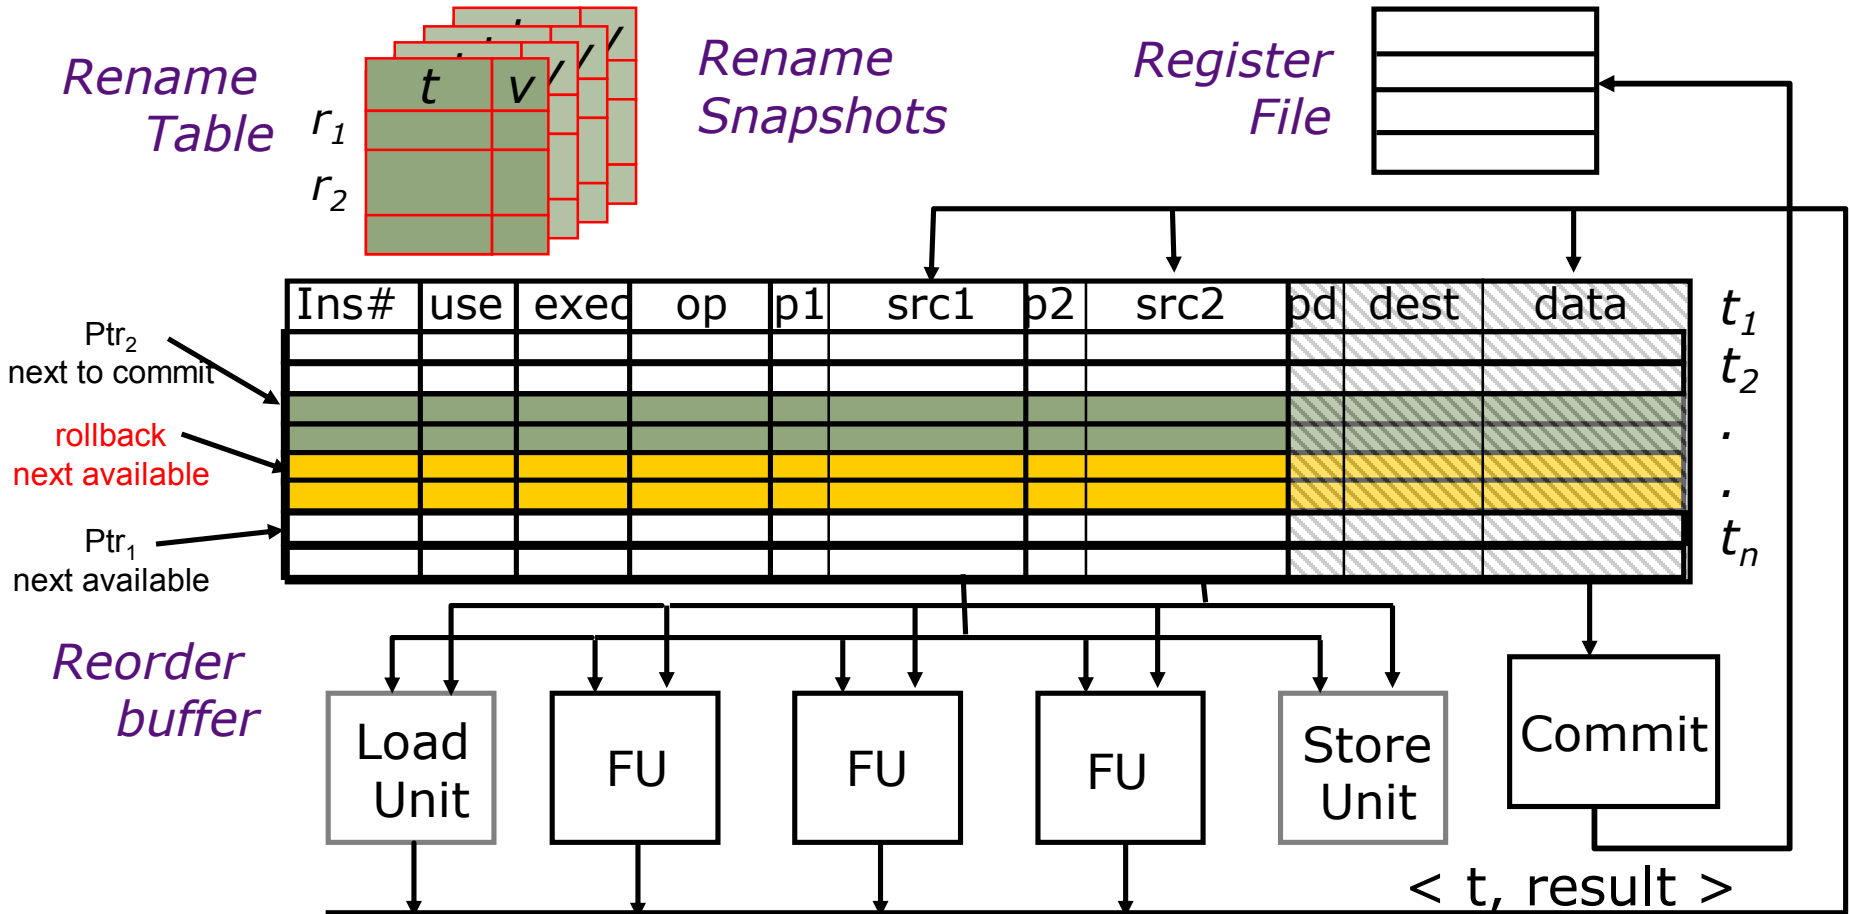 Rename
Table
r1
r2
t v
Rename
Snapshots
Register
File
Ins# use exec op p1 src1 p2 src2 pd dest data
t1
t2
.
.
tn
Ptr2
next to commit
rollback
next available
Ptr1
next available
Reorder
buffer
Load
Unit
FU
FU
FU
Store
Unit
Commit
< t, result >